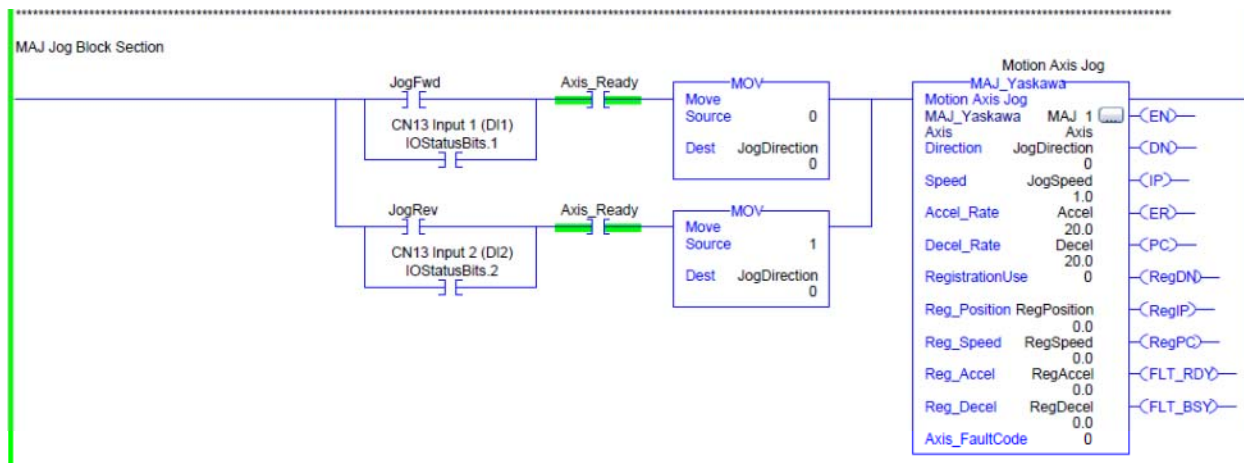 ****************************************************************************************************************************************************************
MAJ Jog Block Section
JogFwd
CN13 Input 1 (DI1)
IOStatusBits.1
Axis_Ready
MOV
Move
Source 0
Dest JogDirection
0
JogRev
CN13 Input 2 (DI2)
IOStatusBits.2
Axis_Ready
MOV
Move
Source 1
Dest JogDirection
0
Motion Axis Jog
MAJ_Yaskawa
Motion Axis Jog
MAJ_Yaskawa MAJ_1 ...
Axis Axis
Direction JogDirection
0
Speed JogSpeed
1.0
Accel_Rate Accel
20.0
Decel_Rate Decel
20.0
RegistrationUse 0
Reg_Position RegPosition
0.0
Reg_Speed RegSpeed
0.0
Reg_Accel RegAccel
0.0
Reg_Decel RegDecel
0.0
Axis_FaultCode 0
EN
DN
IP
ER
PC
RegDN
RegIP
RegPC
FLT_RDY
FLT_BSY